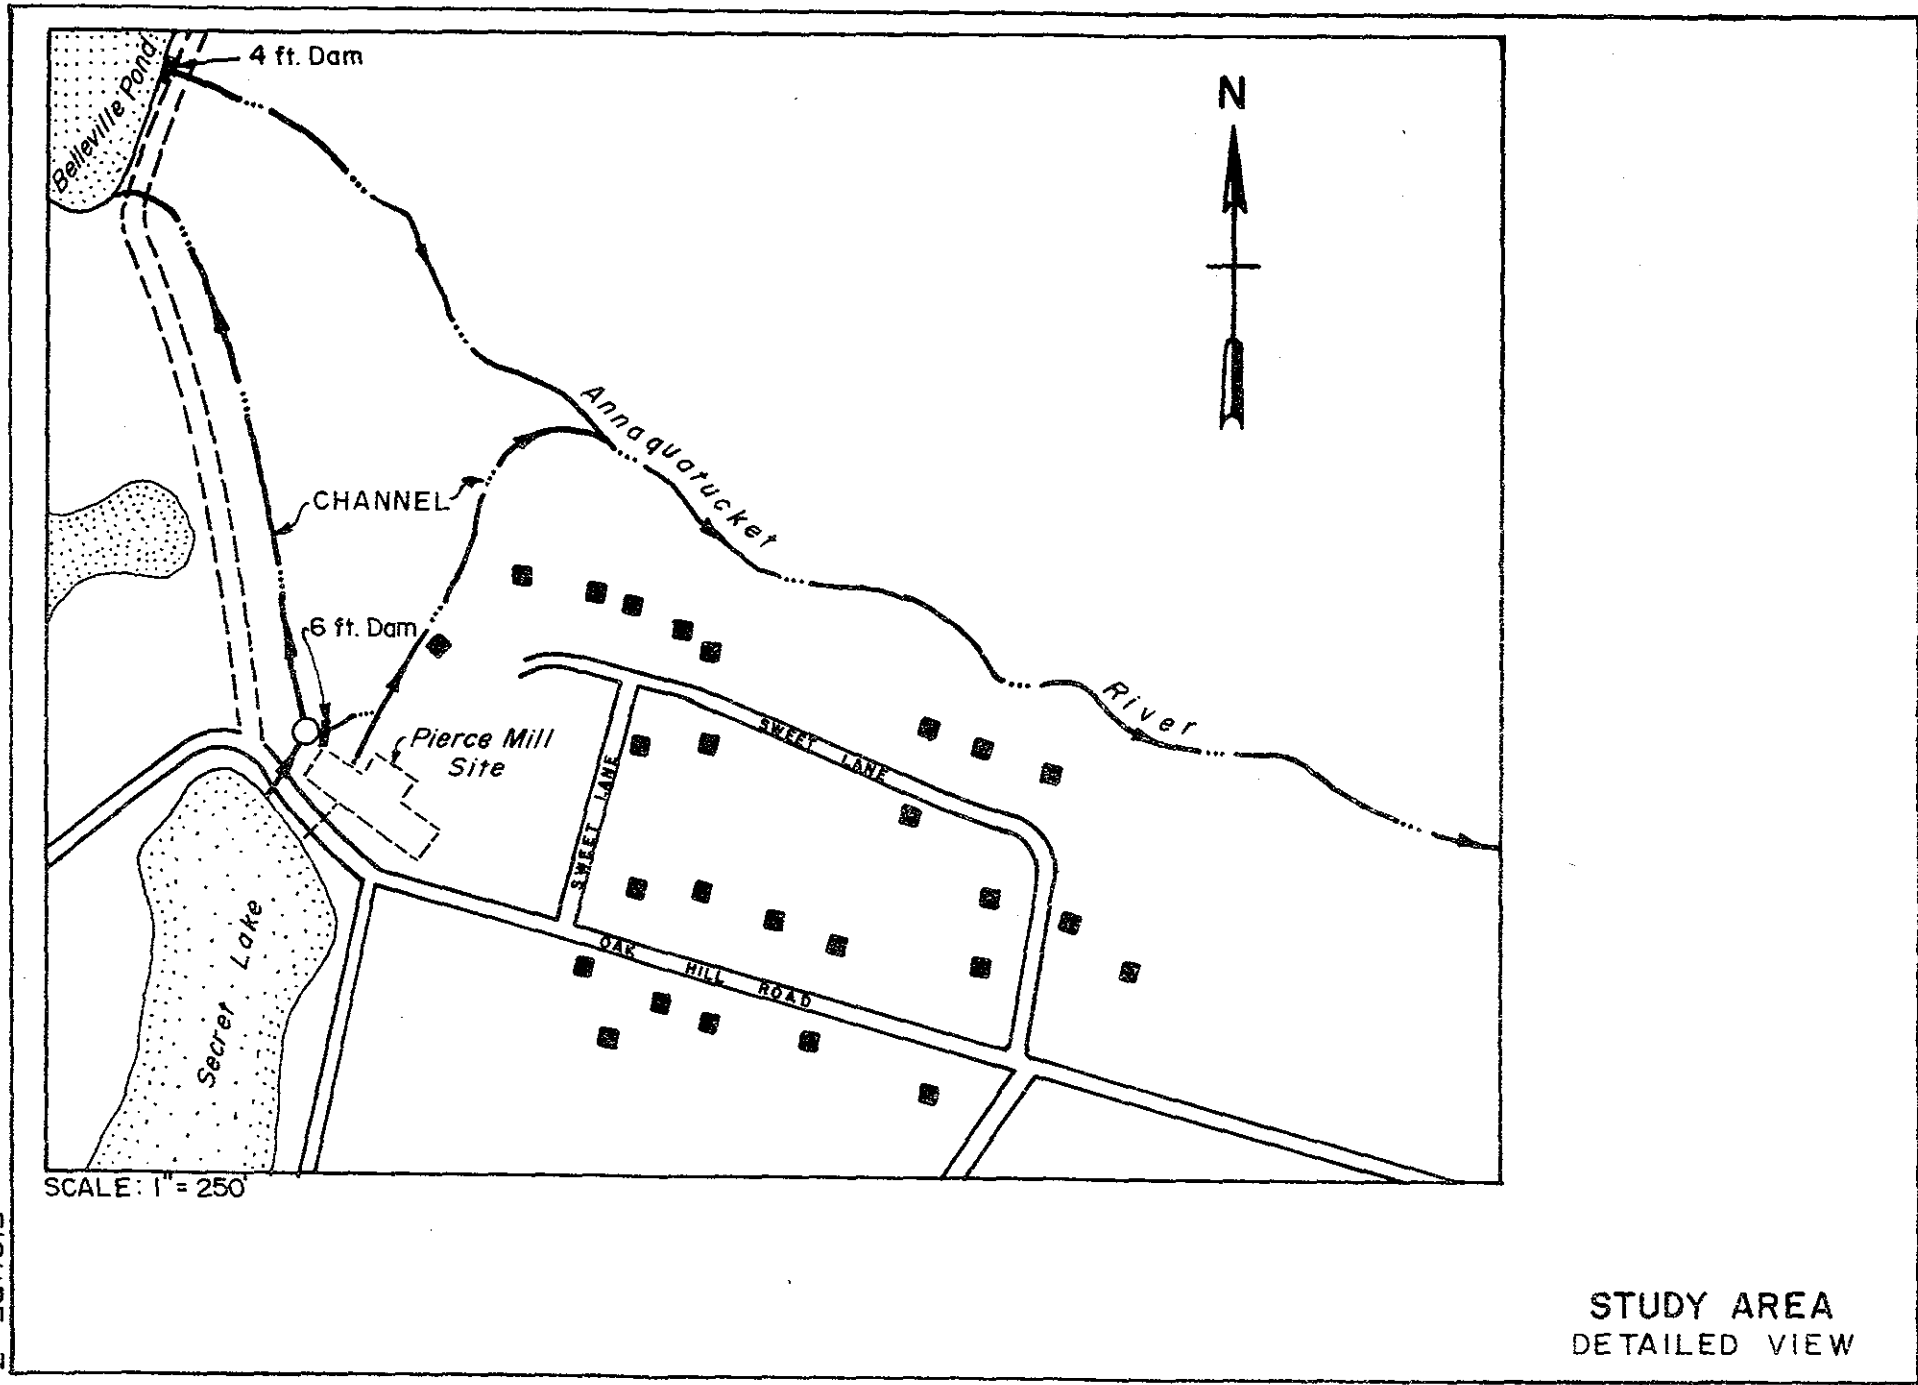 4 ft. Dam
Belleville Pond
N
Annaquatucket
CHANNEL
6 ft. Dam
River
Pierce Mill
Site
SWEET LANE
SWEET LANE
Secret Lake
OAK HILL ROAD
SCALE: 1" = 250'
STUDY AREA
DETAILED VIEW